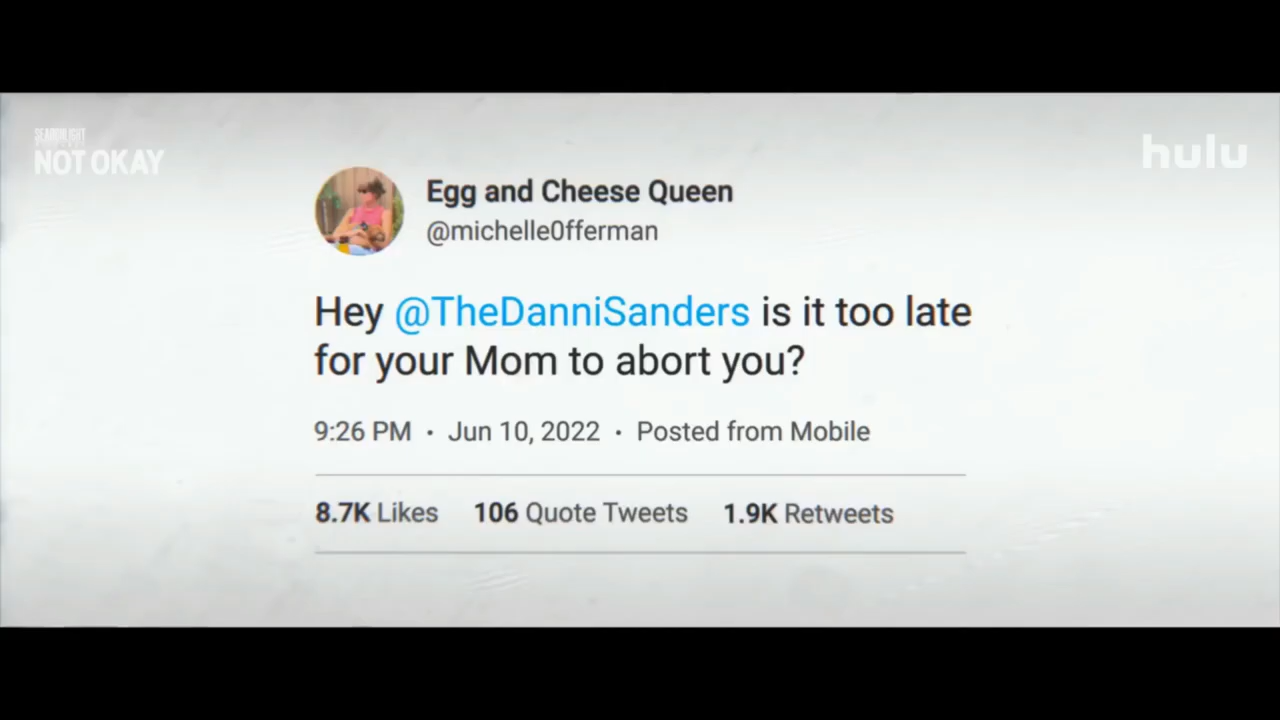 SEARCHLIGHT
NOT OKAY
hulu
Egg and Cheese Queen
@michelle0fferman
Hey @TheDanniSanders is it too late
for your Mom to abort you?
9:26 PM · Jun 10, 2022 · Posted from Mobile
8.7K Likes 106 Quote Tweets 1.9K Retweets